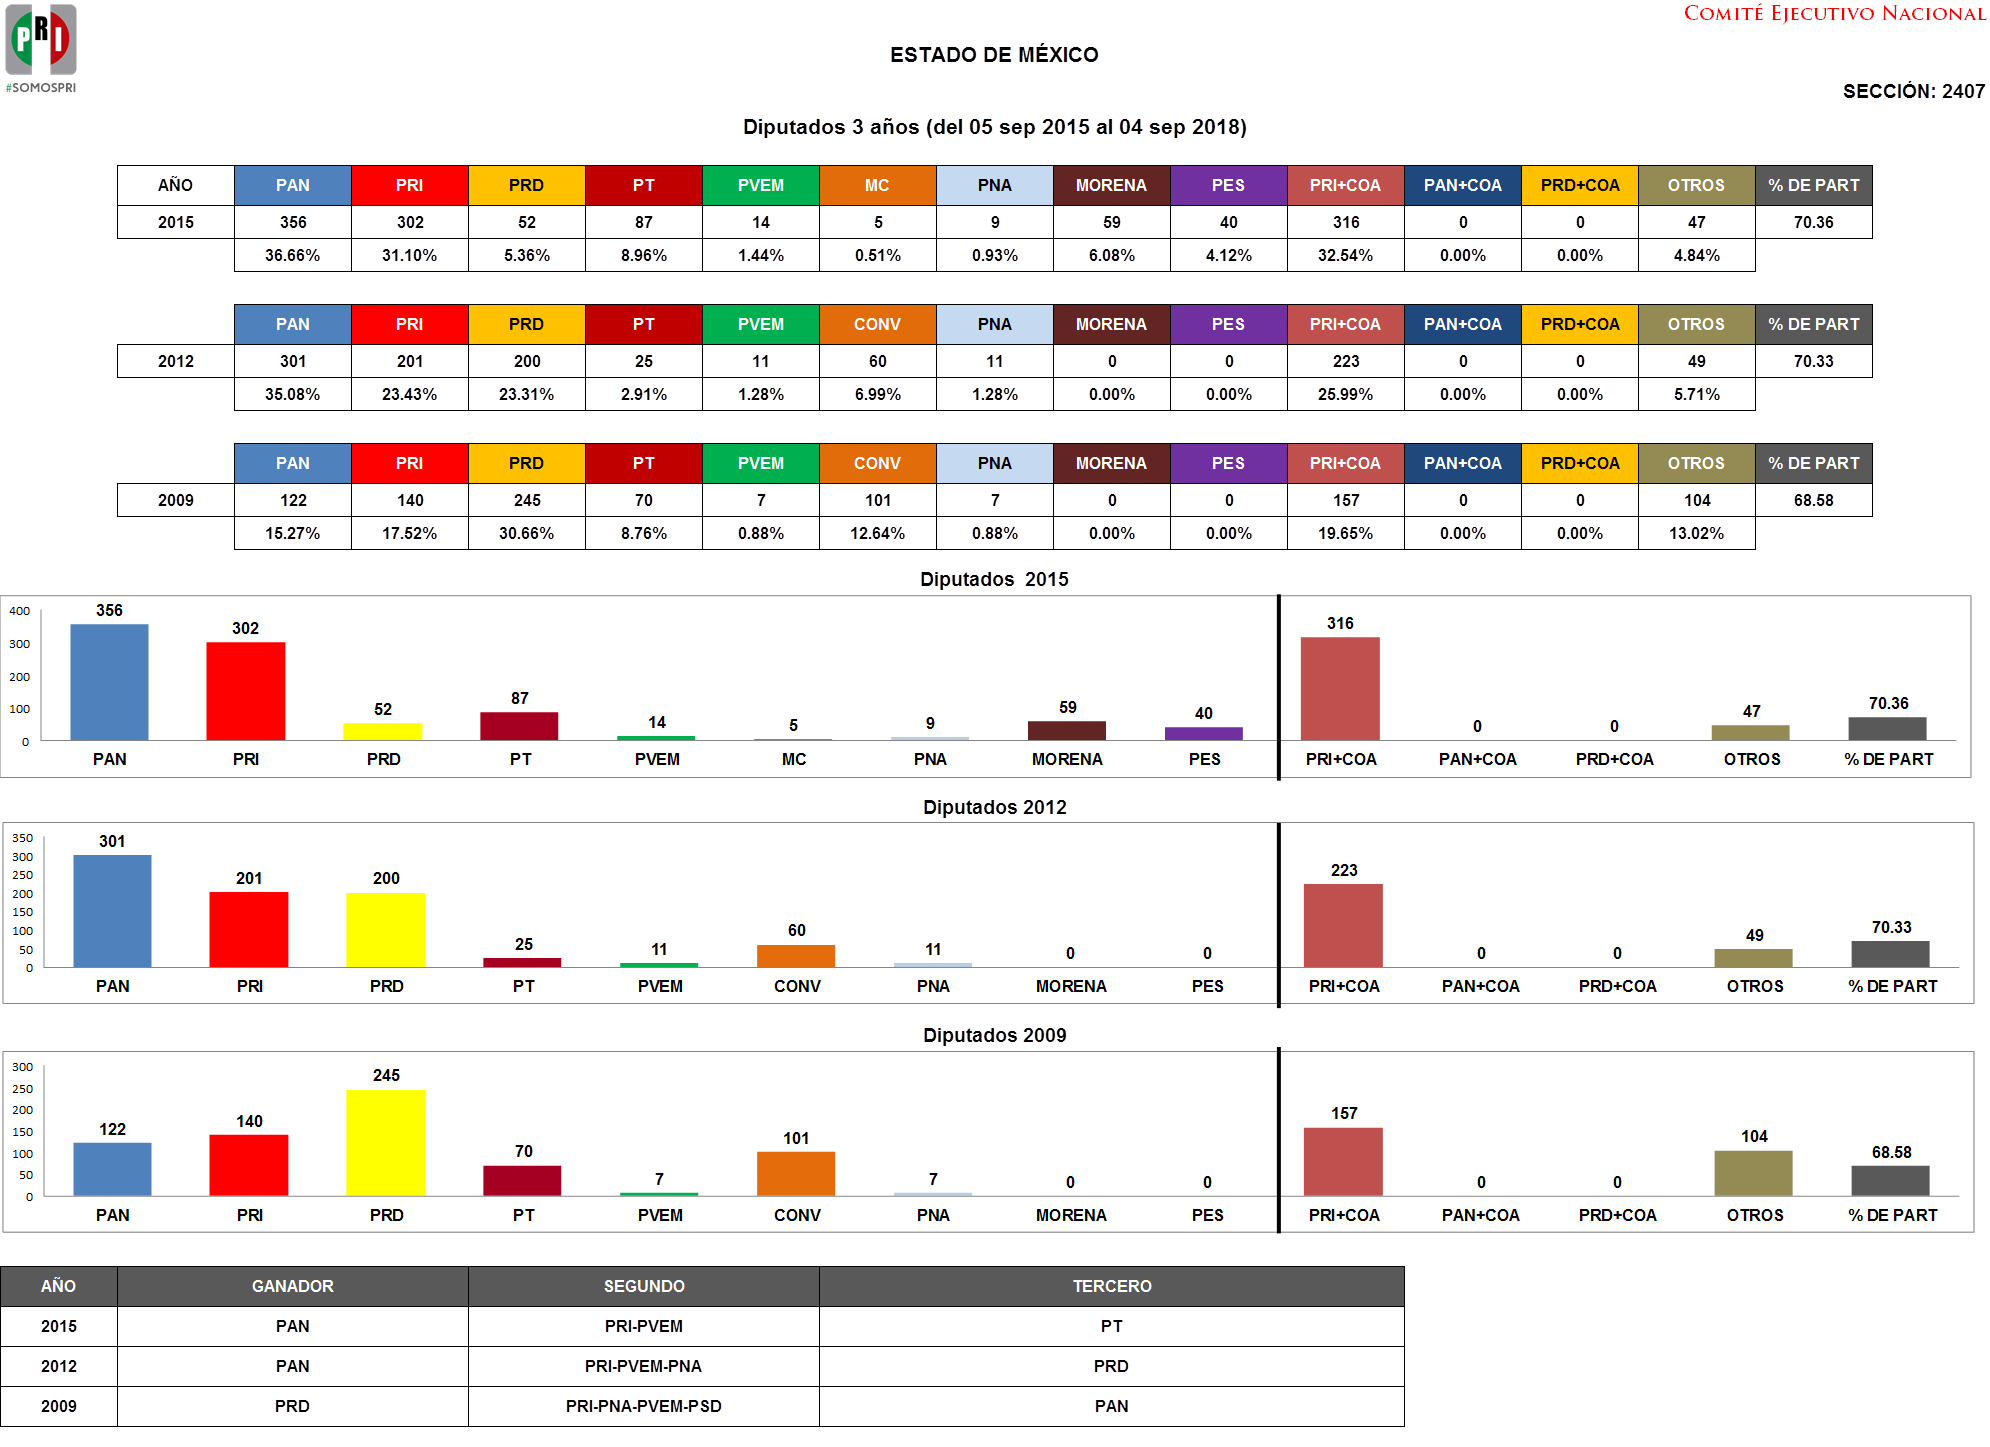 PRI
#SOMOSPRI
COMITÉ EJECUTIVO NACIONAL
ESTADO DE MÉXICO
SECCIÓN: 2407
Diputados 3 años (del 05 sep 2015 al 04 sep 2018)
AÑO PAN PRI PRD PT PVEM MC PNA MORENA PES PRI+COA PAN+COA PRD+COA OTROS % DE PART
2015 356 302 52 87 14 5 9 59 40 316 0 0 47 70.36
36.66% 31.10% 5.36% 8.96% 1.44% 0.51% 0.93% 6.08% 4.12% 32.54% 0.00% 0.00% 4.84%
PAN PRI PRD PT PVEM CONV PNA MORENA PES PRI+COA PAN+COA PRD+COA OTROS % DE PART
2012 301 201 200 25 11 60 11 0 0 223 0 0 49 70.33
35.08% 23.43% 23.31% 2.91% 1.28% 6.99% 1.28% 0.00% 0.00% 25.99% 0.00% 0.00% 5.71%
PAN PRI PRD PT PVEM CONV PNA MORENA PES PRI+COA PAN+COA PRD+COA OTROS % DE PART
2009 122 140 245 70 7 101 7 0 0 157 0 0 104 68.58
15.27% 17.52% 30.66% 8.76% 0.88% 12.64% 0.88% 0.00% 0.00% 19.65% 0.00% 0.00% 13.02%
Diputados 2015
400
300
200
100
0
356 302 52 87 14 5 9 59 40 316 0 0 47 70.36
PAN PRI PRD PT PVEM MC PNA MORENA PES PRI+COA PAN+COA PRD+COA OTROS % DE PART
Diputados 2012
350
300
250
200
150
100
50
0
301 201 200 25 11 60 11 0 0 223 0 0 49 70.33
PAN PRI PRD PT PVEM CONV PNA MORENA PES PRI+COA PAN+COA PRD+COA OTROS % DE PART
Diputados 2009
300
250
200
150
100
50
0
122 140 245 70 7 101 7 0 0 157 0 0 104 68.58
PAN PRI PRD PT PVEM CONV PNA MORENA PES PRI+COA PAN+COA PRD+COA OTROS % DE PART
AÑO GANADOR SEGUNDO TERCERO
2015 PAN PRI-PVEM PT
2012 PAN PRI-PVEM-PNA PRD
2009 PRD PRI-PNA-PVEM-PSD PAN